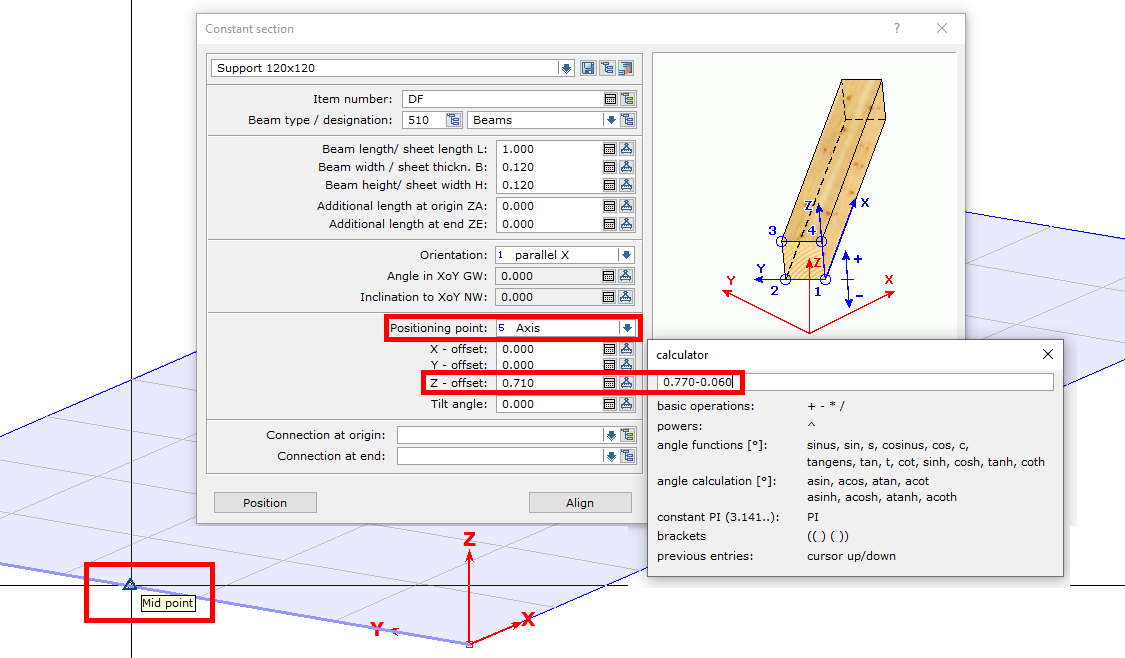 Constant section
?
Support 120x120
Item number: DF
Beam type / designation: 510 Beams
Beam length/ sheet length L: 1.000
Beam width / sheet thickn. B: 0.120
Beam height/ sheet width H: 0.120
Additional length at origin ZA: 0.000
Additional length at end ZE: 0.000
Orientation: 1 parallel X
Angle in XoY GW: 0.000
Inclination to XoY NW: 0.000
Positioning point: 5 Axis
X - offset: 0.000
Y - offset: 0.000
Z - offset: 0.710
Tilt angle: 0.000
Connection at origin:
Connection at end:
Position
Align
Z X
3 4
Y Z +
Y X
2 1 -
calculator
0.770-0.060
basic operations: + - * /
powers: ^
angle functions [°]: sinus, sin, s, cosinus, cos, c,
tangens, tan, t, cot, sinh, cosh, tanh, coth
angle calculation [°]: asin, acos, atan, acot
asinh, acosh, atanh, acoth
constant PI (3.141..): PI
brackets (( ) ( ))
previous entries: cursor up/down
Z
Mid point
Y X